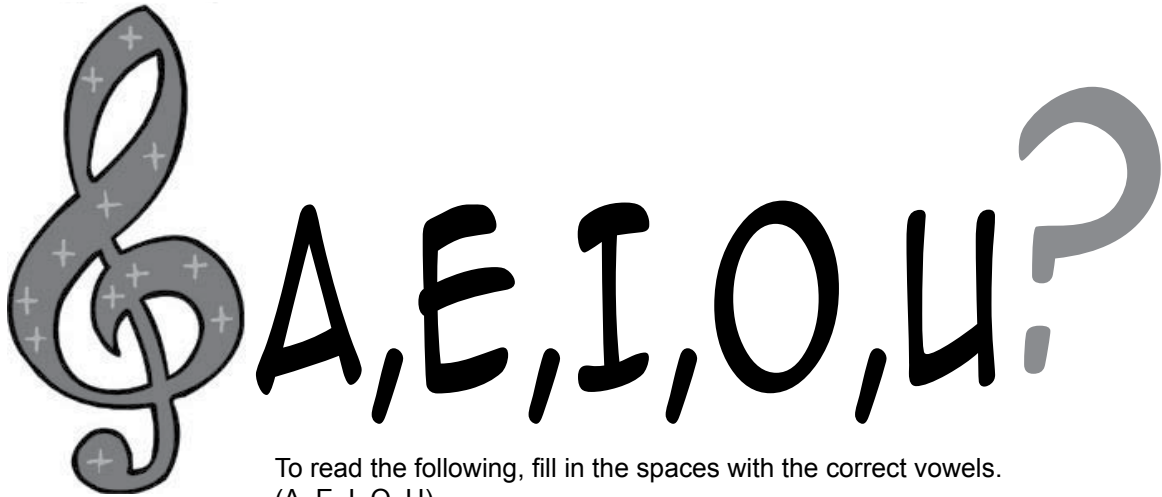 A,E,I,O,U?
To read the following, fill in the spaces with the correct vowels.
(A, E, I, O, U)